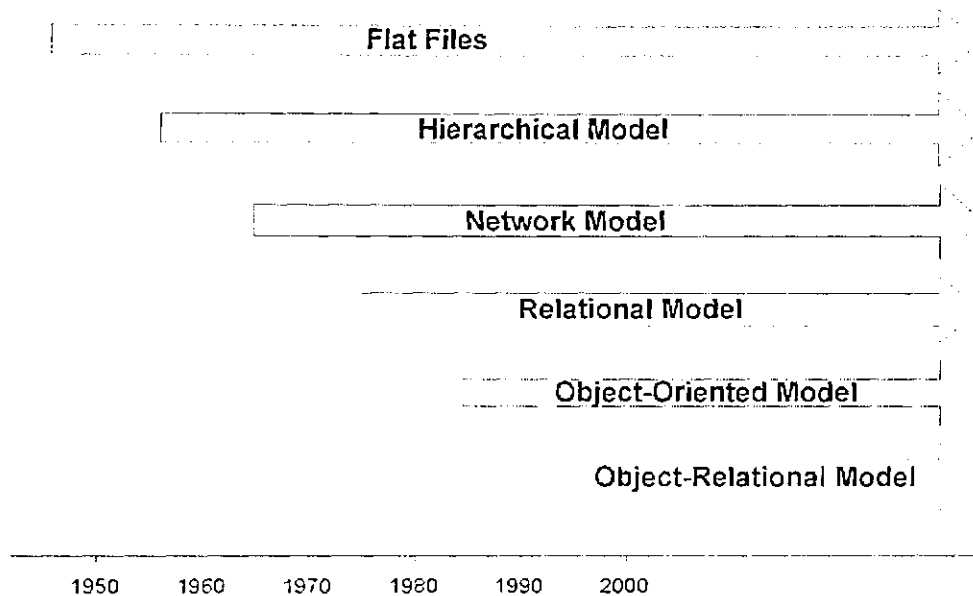 Flat Files
Hierarchical Model
Network Model
Relational Model
Object-Oriented Model
Object-Relational Model
1950 1960 1970 1980 1990 2000